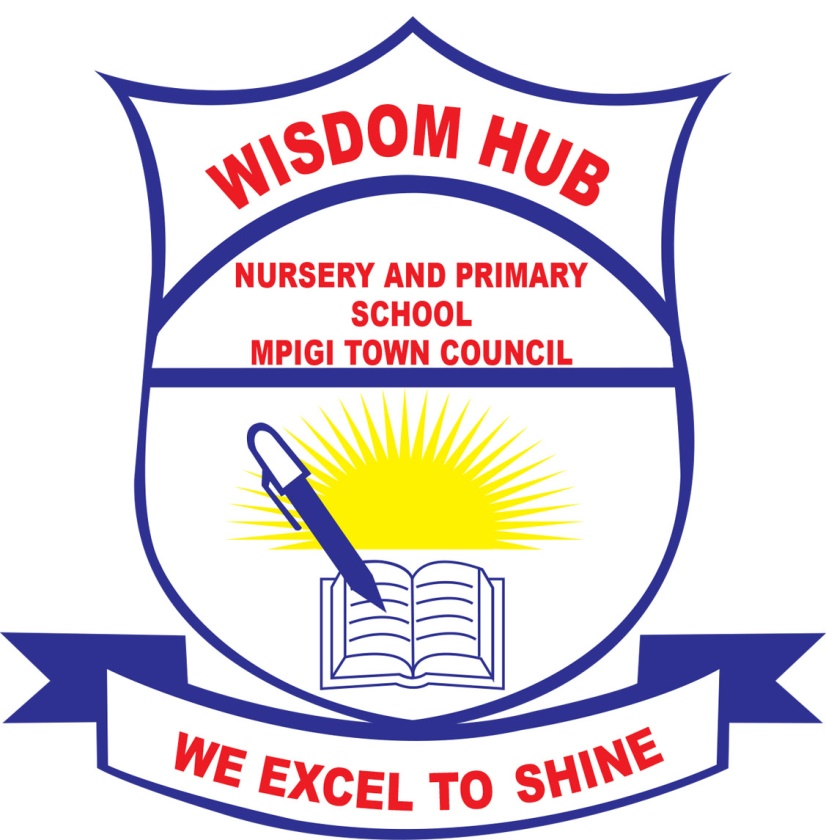 WISDOM HUB
NURSERY AND PRIMARY
SCHOOL
MPIGI TOWN COUNCIL
WE EXCEL TO SHINE